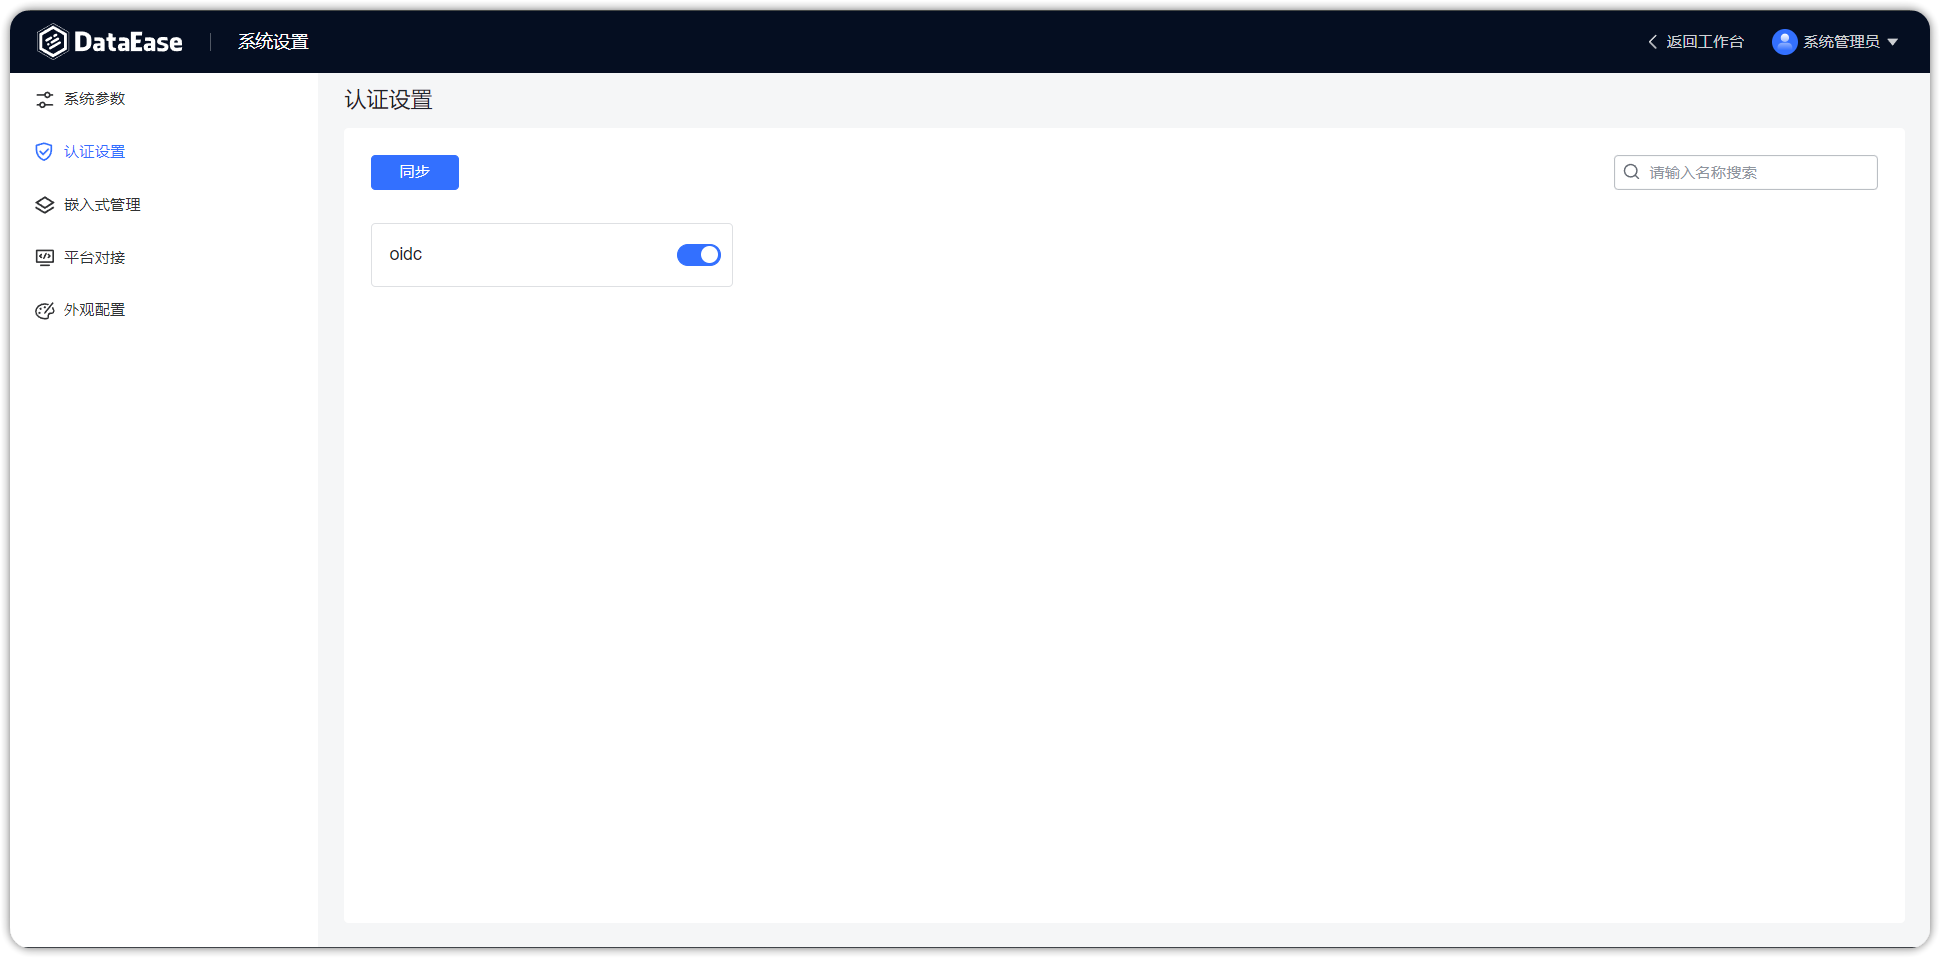 DataEase
系统设置
返回工作台
系统管理员
系统参数
认证设置
嵌入式管理
平台对接
外观配置
认证设置
同步
请输入名称搜索
oidc